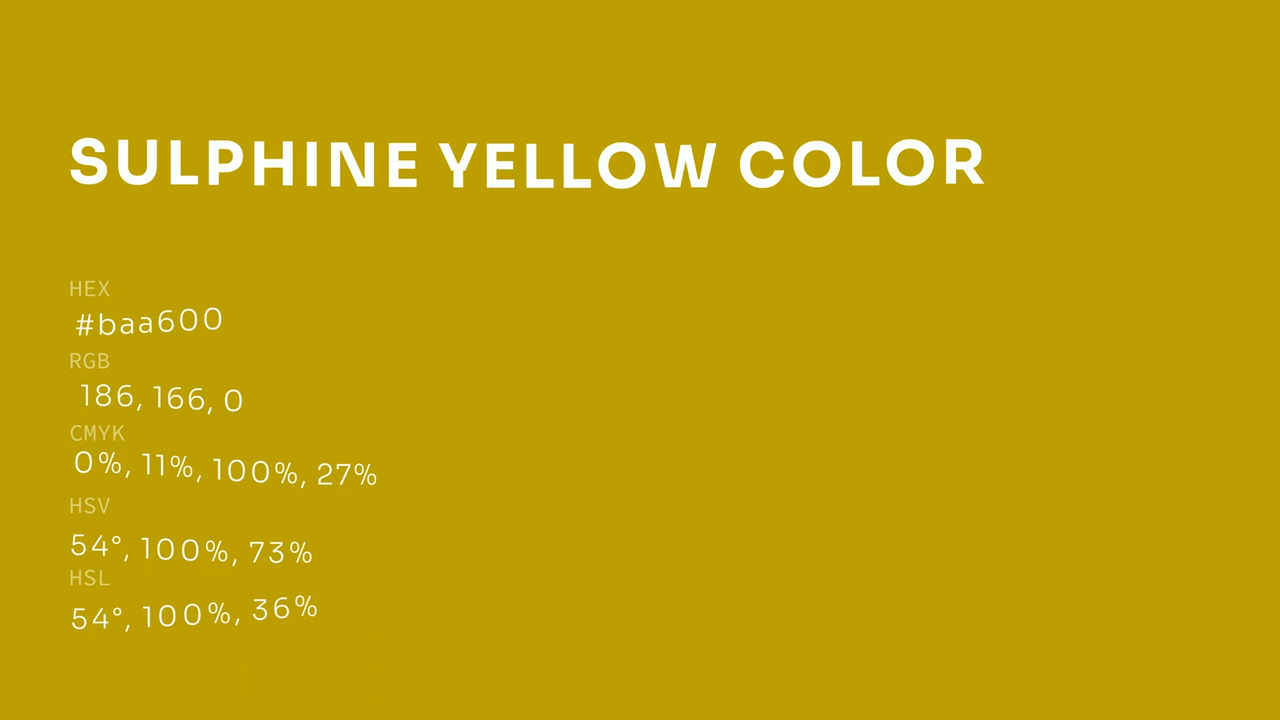 SULPHINE YELLOW COLOR
HEX
#baa600
RGB
186, 166, 0
CMYK
0%, 11%, 100%, 27%
HSV
54°, 100%, 73%
HSL
54°, 100%, 36%